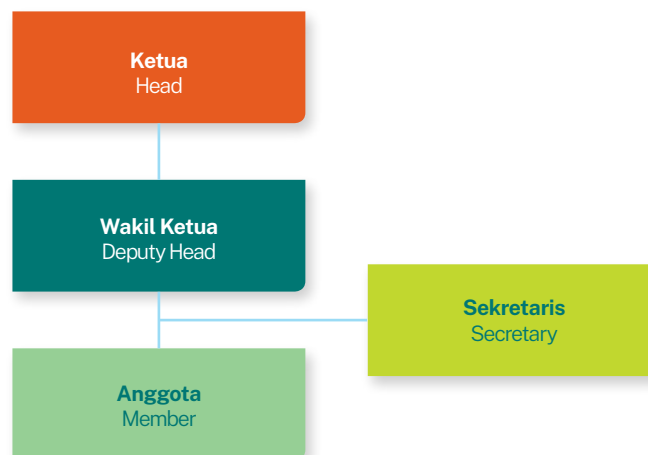 Ketua
Head
Wakil Ketua
Deputy Head
Sekretaris
Secretary
Anggota
Member